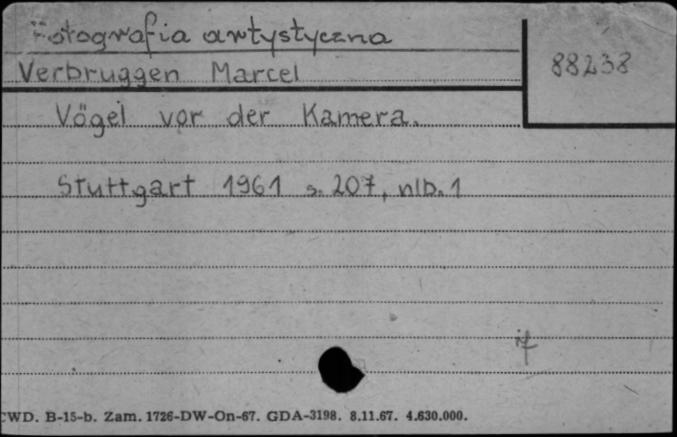 Fotografia artystyczna
88238
Verbruggen Marcel
Vögel vor der Kamera.
Stuttgart 1961 s. 207, nlb. 1
CWD. B-15-b. Zam. 1726-DW-On-67. GDA-3198. 8.11.67. 4.630.000.